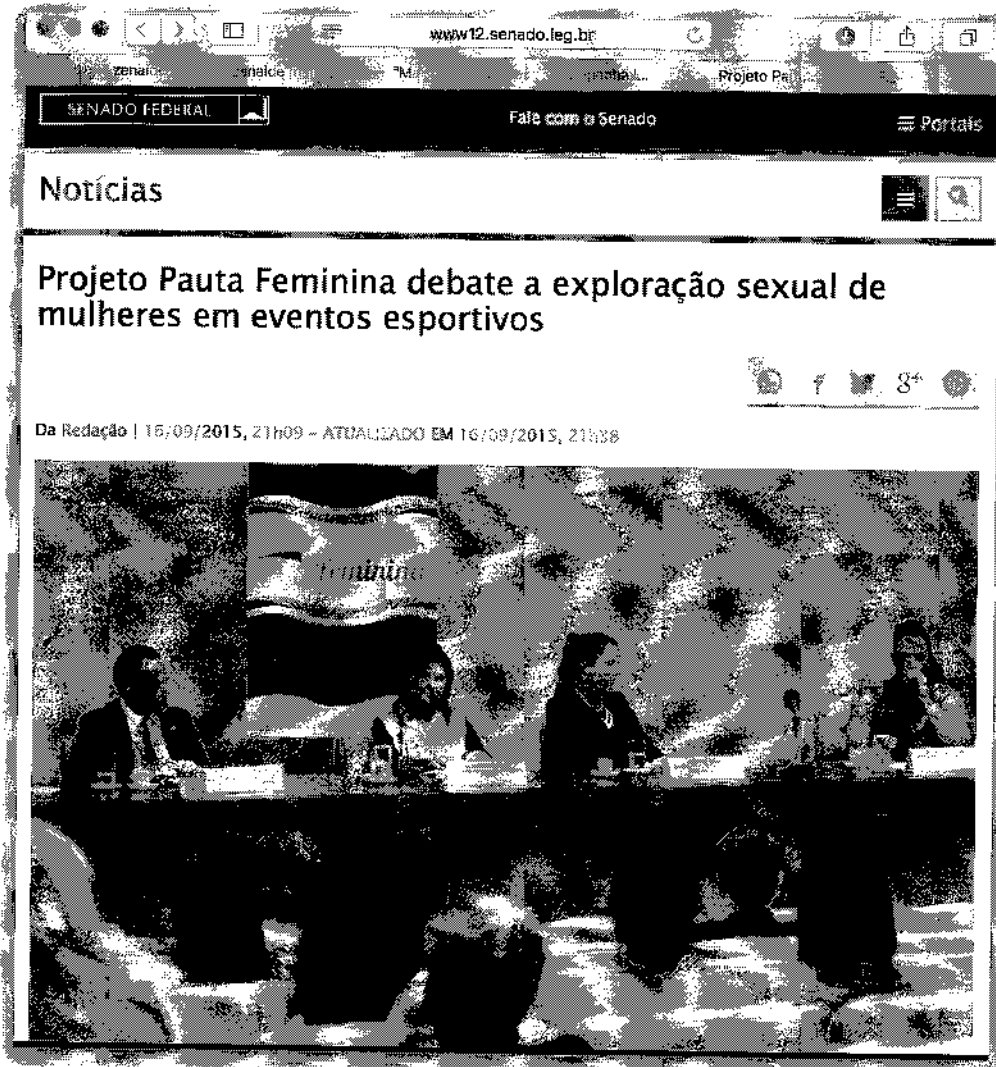 www12.senado.leg.br
Projeto Pa
SENADO FEDERAL
Fale com o Senado
Portais
Notícias
Projeto Pauta Feminina debate a exploração sexual de
mulheres em eventos esportivos
Da Redação | 16/09/2015, 21h09 – ATUALIZADO EM 16/09/2015, 21h38
feminina